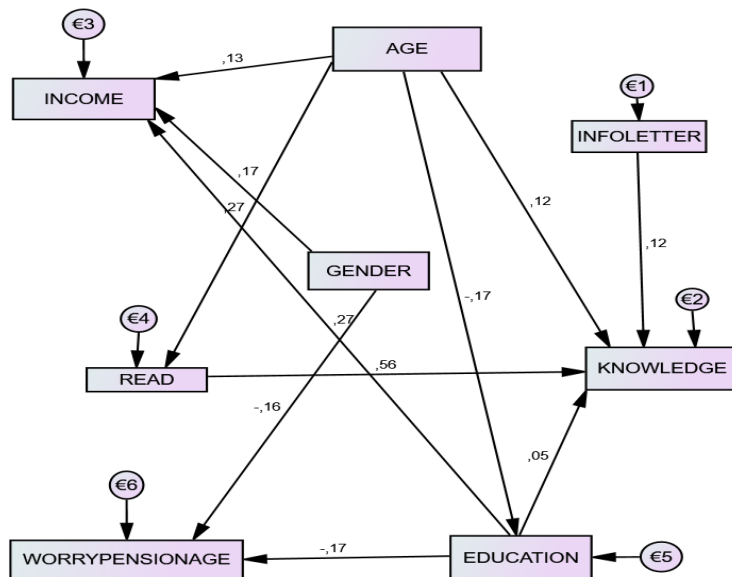 €3
AGE
,13
INCOME
€1
INFOLETTER
,17
,27
,12
,12
GENDER
€2
-,17
€4
,27
KNOWLEDGE
READ
,56
-,16
,05
€6
WORRYPENSIONAGE
-,17
EDUCATION
€5